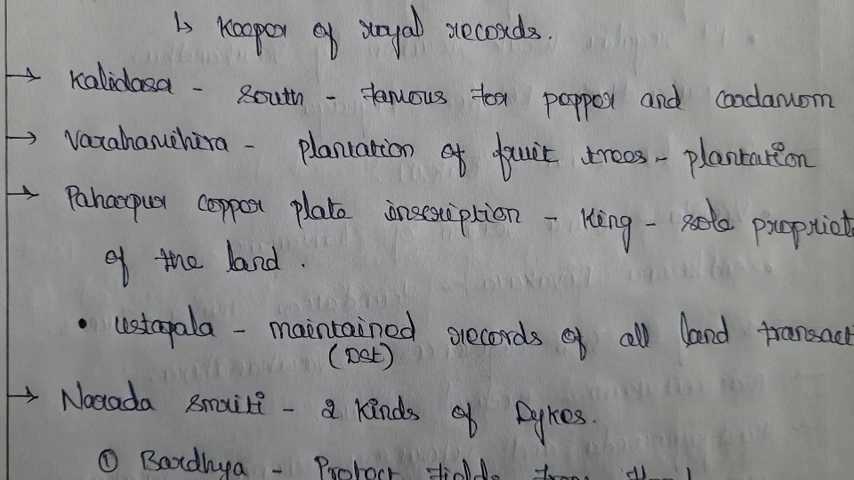 ↳ Keeper of royal records.
→ Kalidasa - South - famous for pepper and cardamom
→ Varahamihira - plantation of fruit trees - plantation
→ Paharpur copper plate inscription - King - sole propriet
of the land.
• Ustapala - maintained records of all land transact
(Dst)
→ Narada Smriti - 2 kinds of Dykes.
① Bardhya - Protect fields from